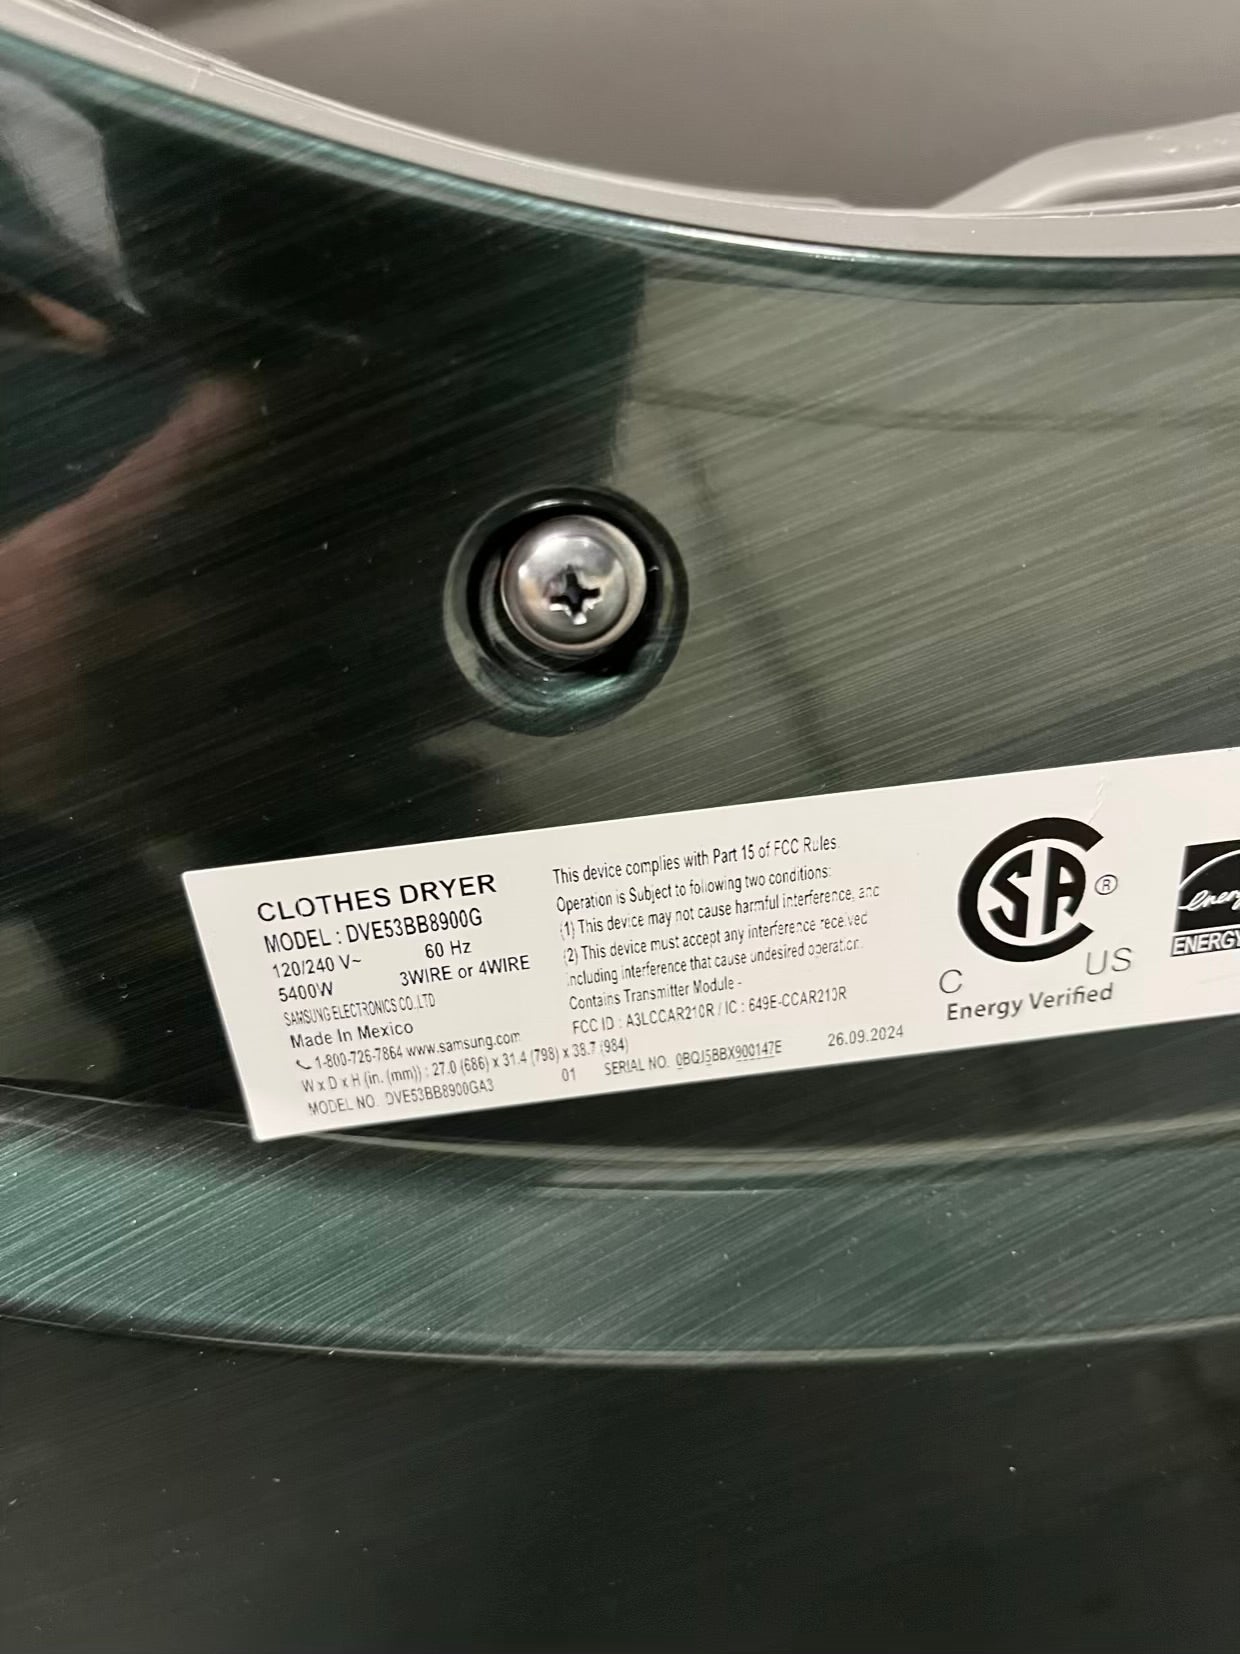 CLOTHES DRYER
MODEL : DVE53BB8900G
120/240 V~ 60 Hz
5400W 3WIRE or 4WIRE
SAMSUNG ELECTRONICS CO.,LTD
Made In Mexico
1-800-726-7864 www.samsung.com
W x D x H (in. (mm)) : 27.0 (686) x 31.4 (798) x 38.7 (984)
MODEL NO. DVE53BB8900GA3 01 SERIAL NO. 0BQJ5BBX900147E 26.09.2024
This device complies with Part 15 of FCC Rules.
Operation is Subject to following two conditions:
(1) This device may not cause harmful interference, and
(2) This device must accept any interference received
including interference that cause undesired operation.
Contains Transmitter Module -
FCC ID : A3LCCAR210R / IC : 649E-CCAR210R
CSA ®
C US
Energy Verified
energy
ENERGY